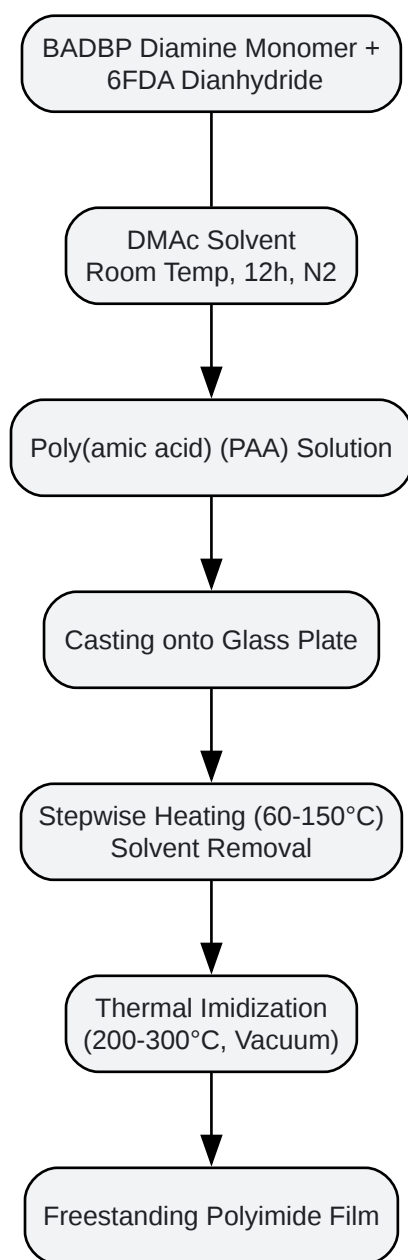 BADBP Diamine Monomer +
6FDA Dianhydride
DMAc Solvent
Room Temp, 12h, N2
Poly(amic acid) (PAA) Solution
Casting onto Glass Plate
Stepwise Heating (60-150°C)
Solvent Removal
Thermal Imidization
(200-300°C, Vacuum)
Freestanding Polyimide Film